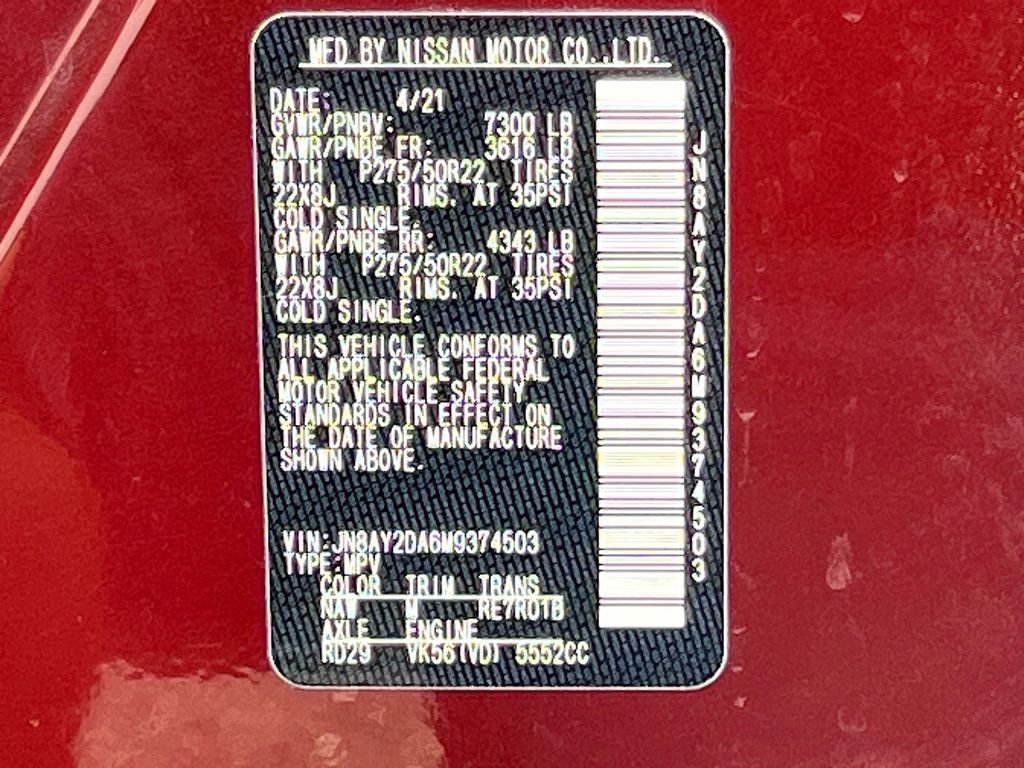 MFD BY NISSAN MOTOR CO.,LTD.
DATE: 4/21
GVWR/PNBV: 7300 LB
GAWR/PNBE FR: 3616 LB
WITH P275/50R22 TIRES
22X8J RIMS. AT 35PSI
COLD SINGLE.
GAWR/PNBE RR: 4343 LB
WITH P275/50R22 TIRES
22X8J RIMS. AT 35PSI
COLD SINGLE.
THIS VEHICLE CONFORMS TO
ALL APPLICABLE FEDERAL
MOTOR VEHICLE SAFETY
STANDARDS IN EFFECT ON
THE DATE OF MANUFACTURE
SHOWN ABOVE.
VIN:JN8AY2DA6M9374503
TYPE:MPV
COLOR TRIM TRANS
NAW M RE7R01B
AXLE ENGINE
RD29 VK56(VD) 5552CC
JN8AY2DA6M9374503